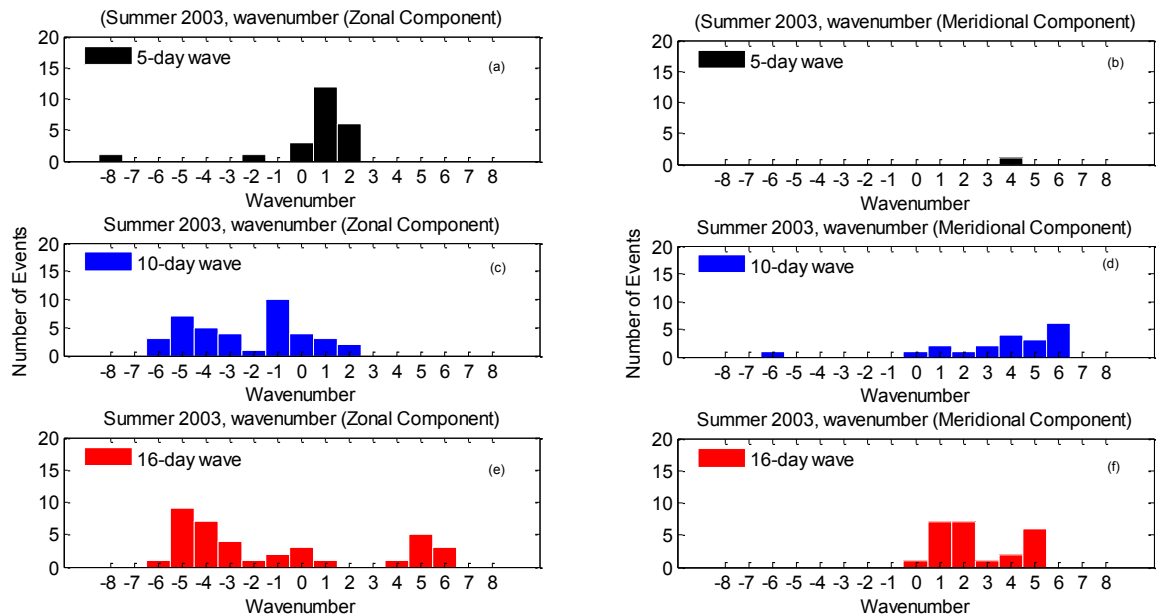 (Summer 2003, wavenumber (Zonal Component)
20
15
10
5
0
5-day wave
(a)
-8 -7 -6 -5 -4 -3 -2 -1 0 1 2 3 4 5 6 7 8
Wavenumber
(Summer 2003, wavenumber (Meridional Component)
20
15
10
5
0
5-day wave
(b)
-8 -7 -6 -5 -4 -3 -2 -1 0 1 2 3 4 5 6 7 8
Wavenumber
Summer 2003, wavenumber (Zonal Component)
Number of Events
20
15
10
5
0
10-day wave
(c)
-8 -7 -6 -5 -4 -3 -2 -1 0 1 2 3 4 5 6 7 8
Wavenumber
Summer 2003, wavenumber (Meridional Component)
Number of Events
20
15
10
5
0
10-day wave
(d)
-8 -7 -6 -5 -4 -3 -2 -1 0 1 2 3 4 5 6 7 8
Wavenumber
Summer 2003, wavenumber (Zonal Component)
20
15
10
5
0
16-day wave
(e)
-8 -7 -6 -5 -4 -3 -2 -1 0 1 2 3 4 5 6 7 8
Wavenumber
Summer 2003, wavenumber (Meridional Component)
20
15
10
5
0
16-day wave
(f)
-8 -7 -6 -5 -4 -3 -2 -1 0 1 2 3 4 5 6 7 8
Wavenumber